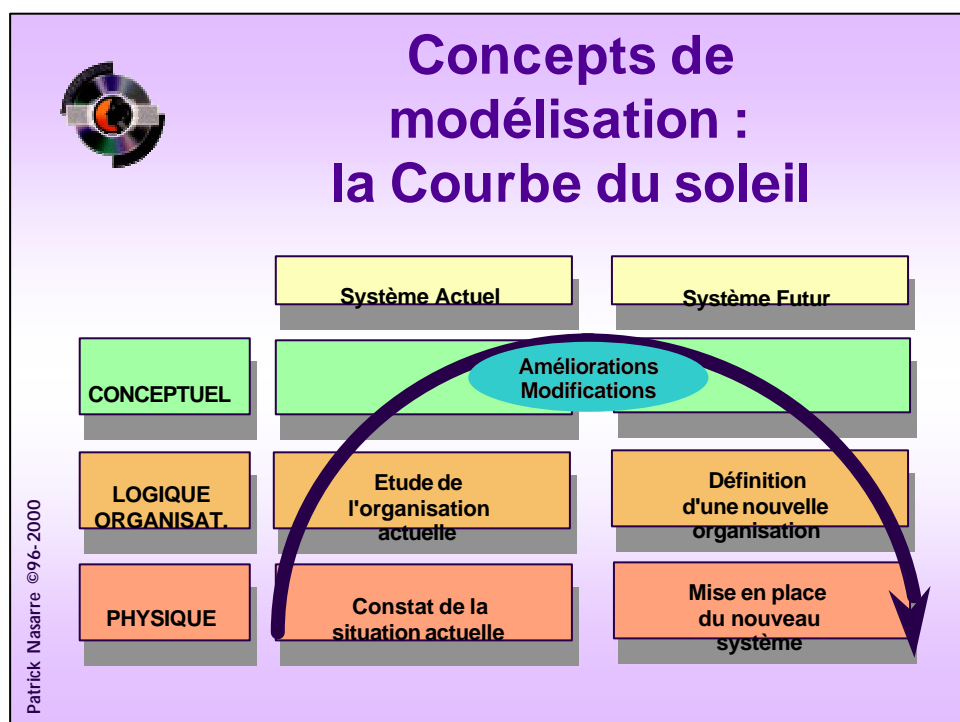 Concepts de
modélisation :
la Courbe du soleil
Système Actuel
Système Futur
CONCEPTUEL
Améliorations
Modifications
LOGIQUE
ORGANISAT.
Etude de
l'organisation
actuelle
Définition
d'une nouvelle
organisation
PHYSIQUE
Constat de la
situation actuelle
Mise en place
du nouveau
système
Patrick Nasarre ©96-2000